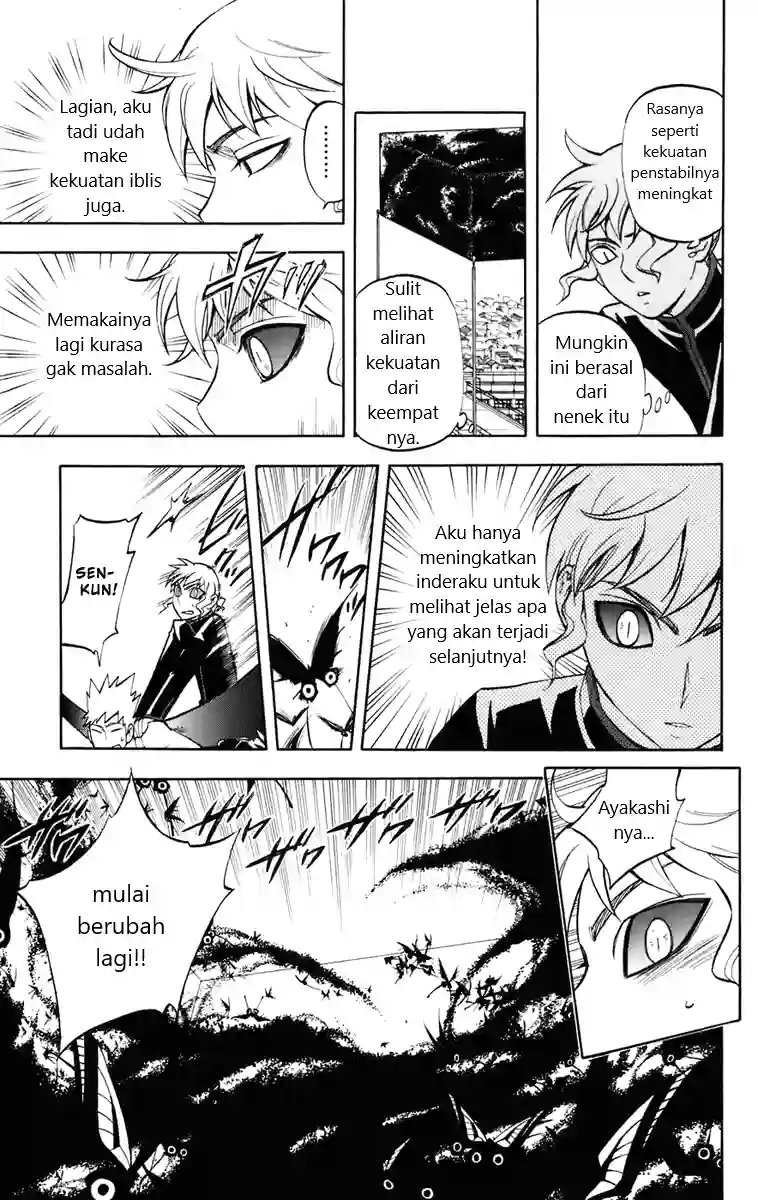 Rasanya
seperti
kekuatan
penstabilnya
meningkat
Mungkin
ini berasal
dari
nenek itu
Sulit
melihat
aliran
kekuatan
dari
keempat
nya.
Lagian, aku
tadi udah
make
kekuatan iblis
juga.
Memakainya
lagi kurasa
gak masalah.
Aku hanya
meningkatkan
inderaku untuk
melihat jelas apa
yang akan terjadi
selanjutnya!
SEN-
KUN!
Ayakashi
nya...
mulai
berubah
lagi!!